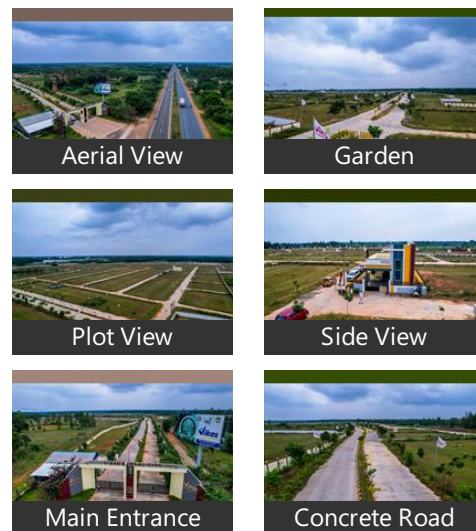 Aerial View
Garden
Plot View
Side View
Main Entrance
Concrete Road